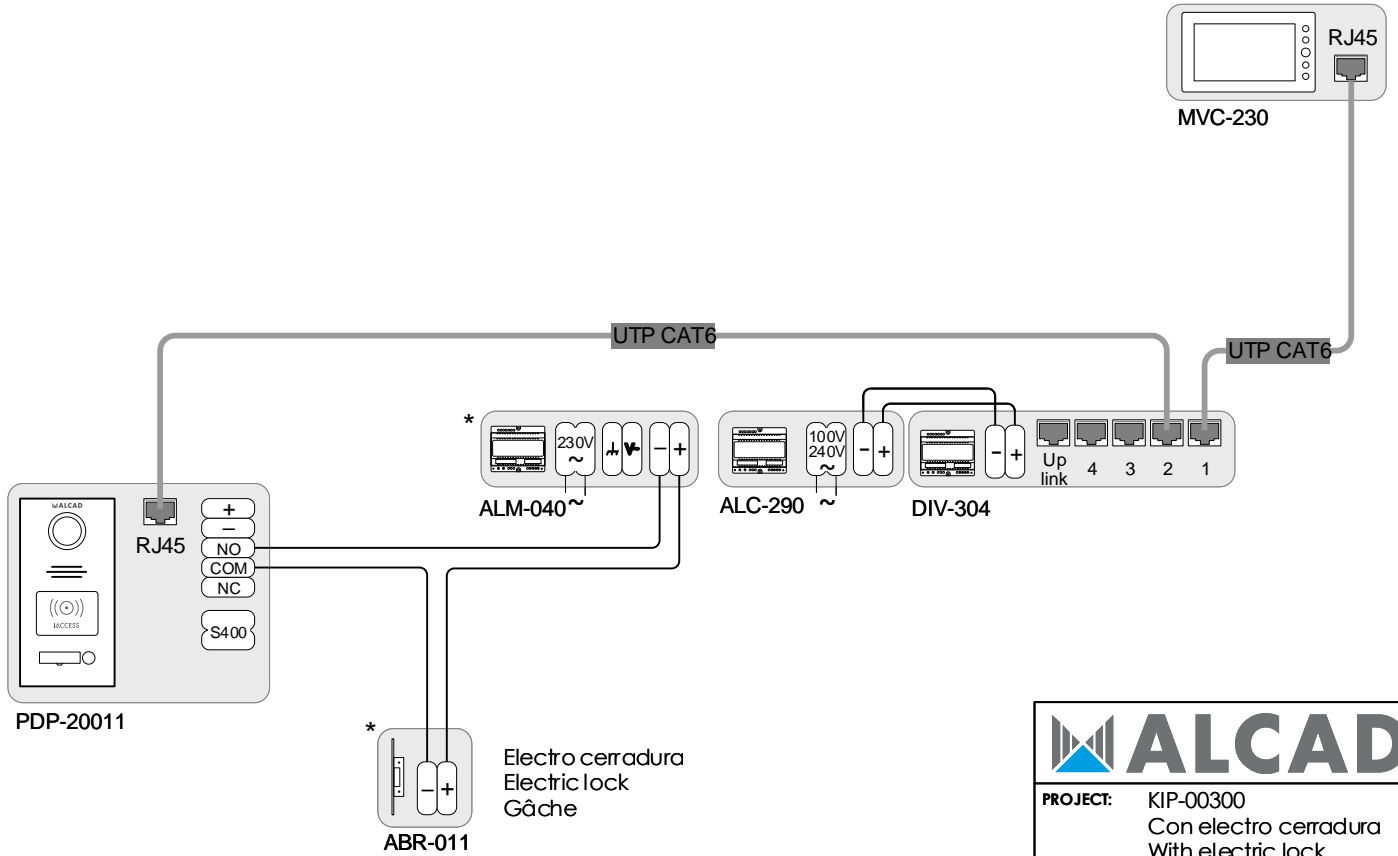 RJ45
MVC-230
UTP CAT6
UTP CAT6
*
230V
~
V~
−
+
100V
240V
~
-
+
-
+
Up
link
4
3
2
1
ALM-040
~
ALC-290
~
DIV-304
ALCAD
RJ45
+
−
NO
COM
NC
S400
PDP-20011
*
−
+
Electro cerradura
Electric lock
Gâche
ABR-011
ALCAD
PROJECT:
KIP-00300
Con electro cerradura
With electric lock